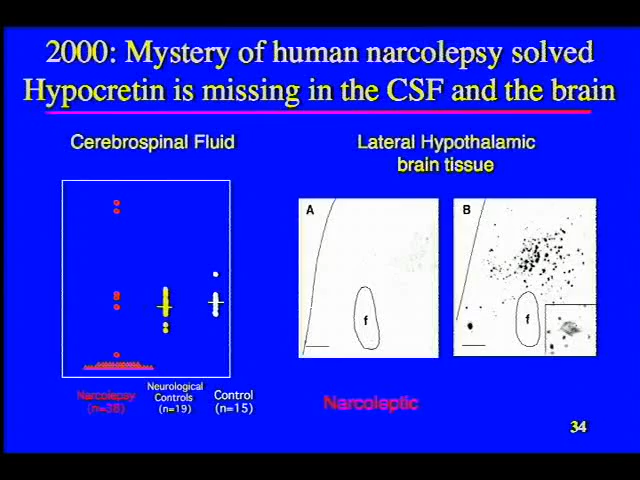 2000: Mystery of human narcolepsy solved
Hypocretin is missing in the CSF and the brain
Cerebrospinal Fluid
Lateral Hypothalamic
brain tissue
A
B
f
f
Narcolepsy
(n=38)
Neurological
Controls
(n=19)
Control
(n=15)
Narcoleptic
34